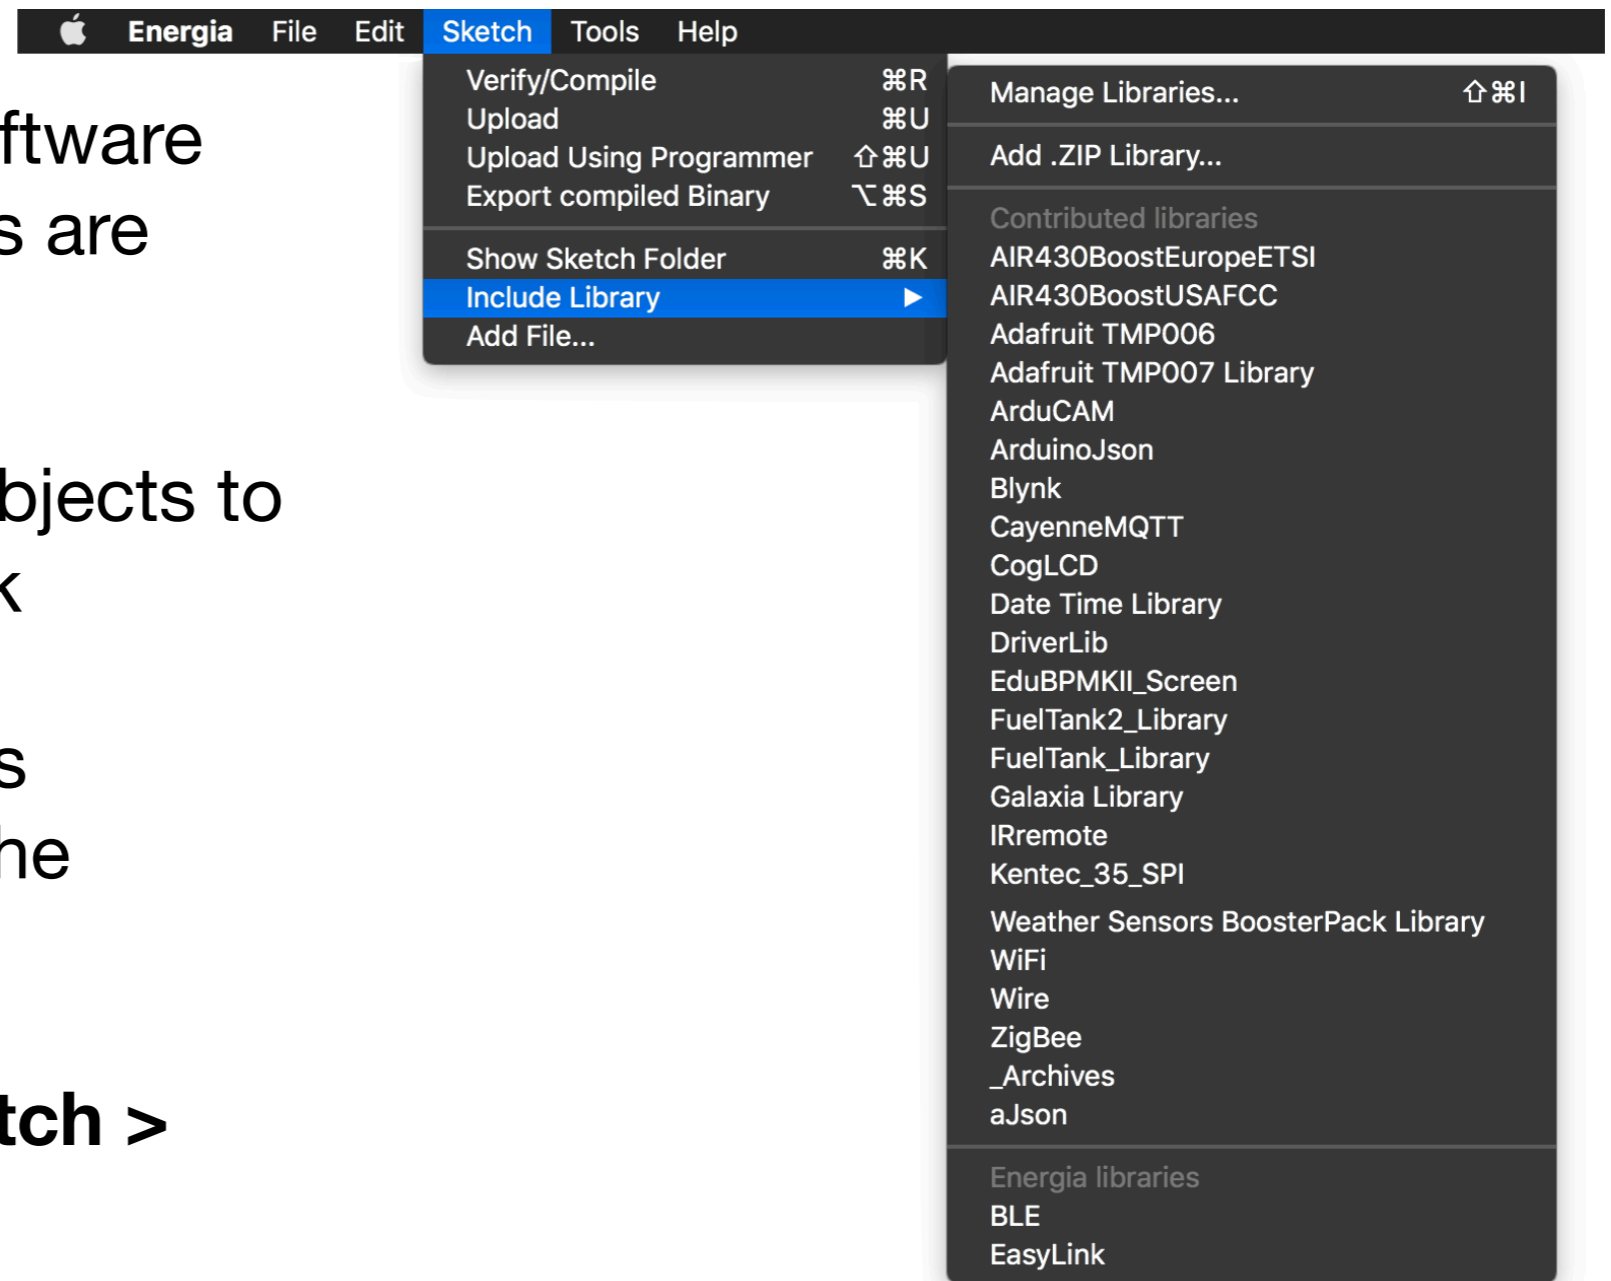 Energia File Edit Sketch Tools Help
ftware
s are
bjects to
k
s
he
tch >
Verify/Compile ⌘R
Upload ⌘U
Upload Using Programmer ⇧⌘U
Export compiled Binary ⌥⌘S
Show Sketch Folder ⌘K
Include Library ▶
Add File...
Manage Libraries... ⇧⌘I
Add .ZIP Library...
Contributed libraries
AIR430BoostEuropeETSI
AIR430BoostUSAFCC
Adafruit TMP006
Adafruit TMP007 Library
ArduCAM
ArduinoJson
Blynk
CayenneMQTT
CogLCD
Date Time Library
DriverLib
EduBPMKII_Screen
FuelTank2_Library
FuelTank_Library
Galaxia Library
IRremote
Kentec_35_SPI
Weather Sensors BoosterPack Library
WiFi
Wire
ZigBee
_Archives
aJson
Energia libraries
BLE
EasyLink